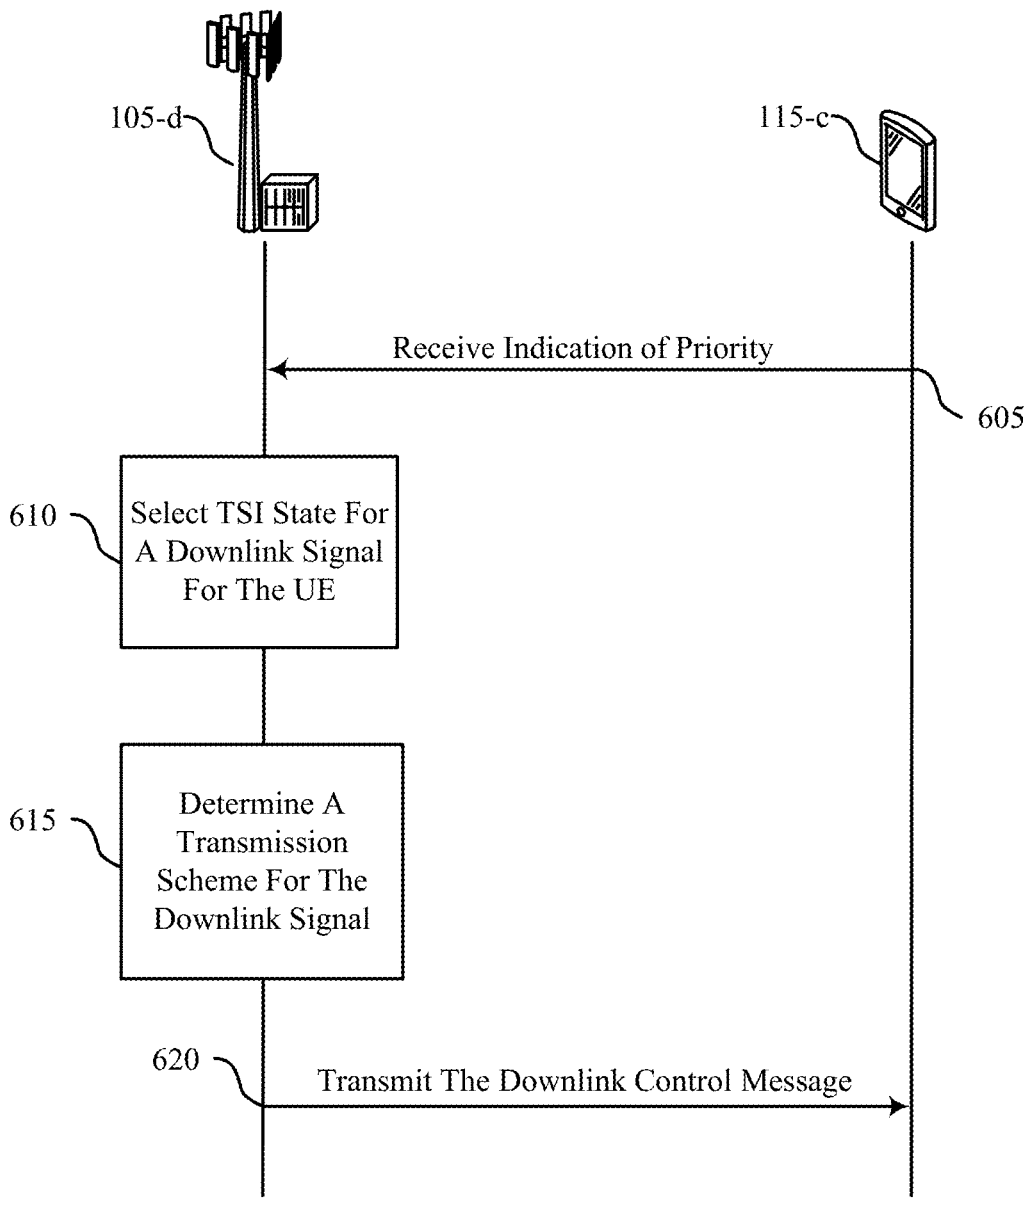 105-d
115-c
Receive Indication of Priority
605
610
Select TSI State For
A Downlink Signal
For The UE
615
Determine A
Transmission
Scheme For The
Downlink Signal
620
Transmit The Downlink Control Message